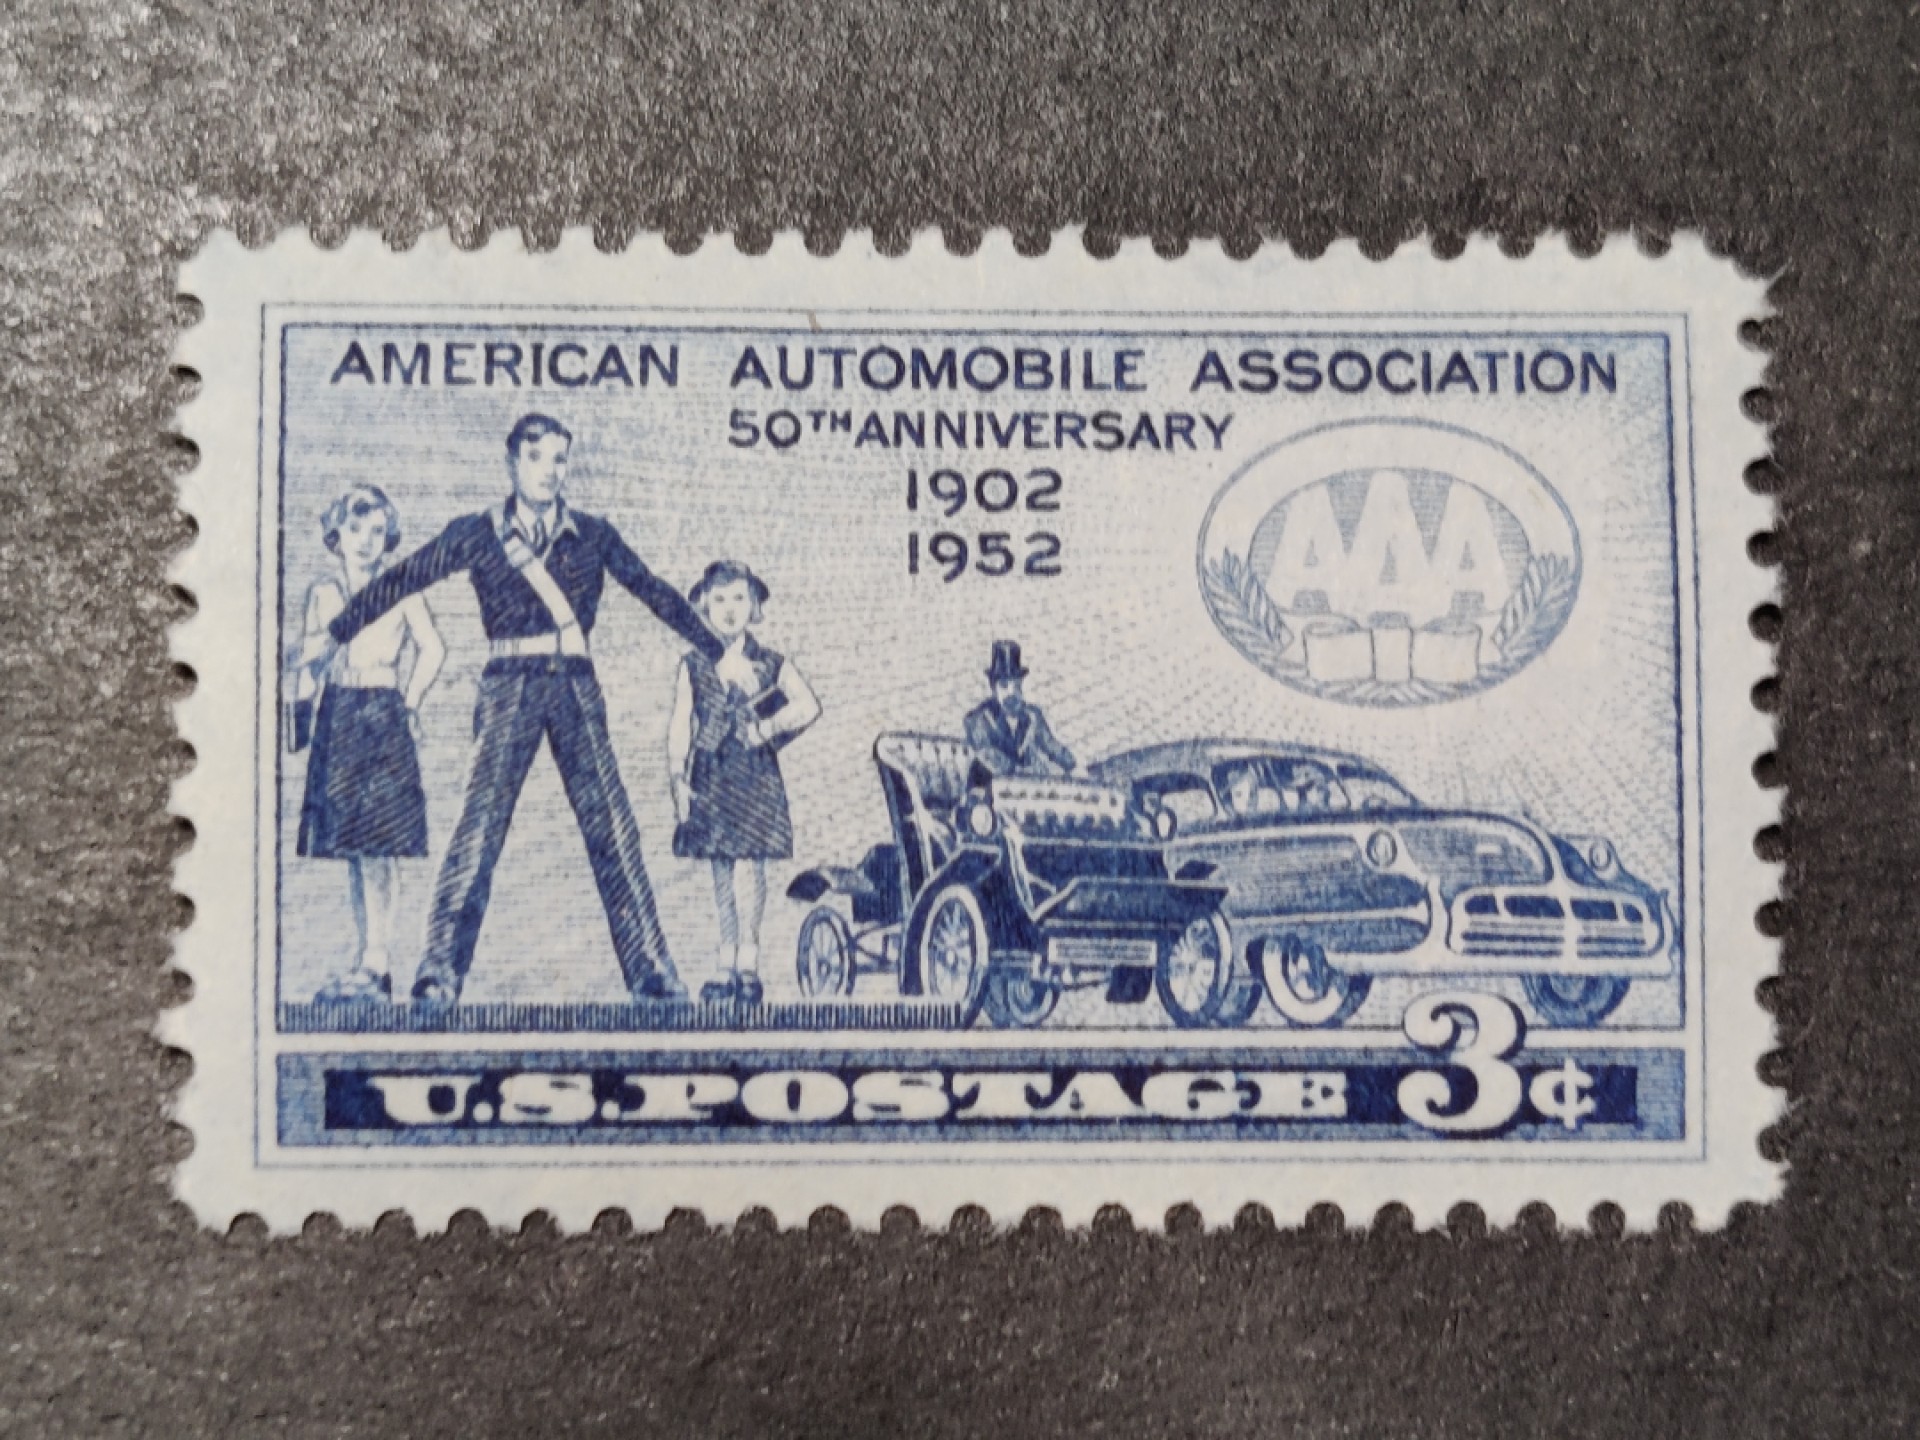 AMERICAN AUTOMOBILE ASSOCIATION
50TH ANNIVERSARY
1902
1952
AAA
U.S. POSTAGE 3¢